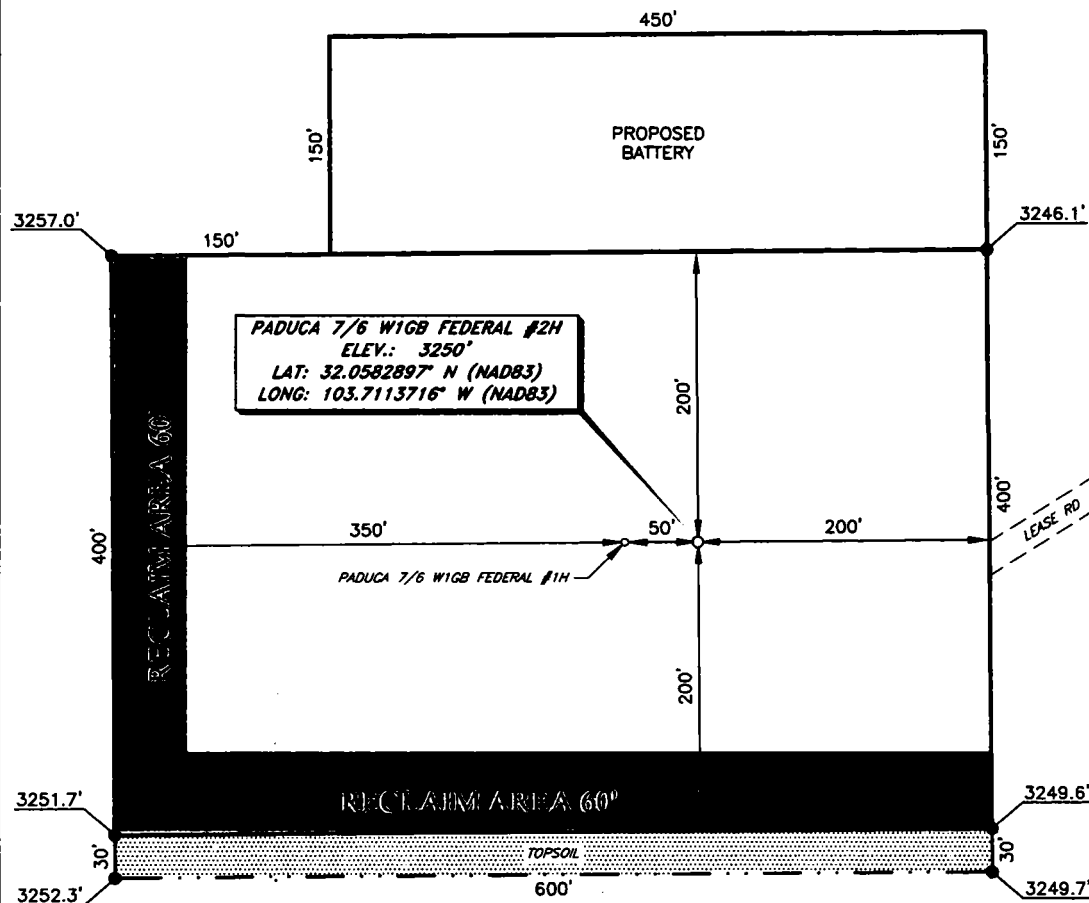 450'
150'
PROPOSED
BATTERY
150'
3257.0'
150'
3246.1'
PADUCA 7/6 W1GB FEDERAL #2H
ELEV.: 3250'
LAT: 32.0582897° N (NAD83)
LONG: 103.7113716° W (NAD83)
200'
RECLAIM AREA 60'
400'
350'
50'
200'
400'
LEASE RD
PADUCA 7/6 W1GB FEDERAL #1H
200'
RECLAIM AREA 60'
3251.7'
3249.6'
30'
TOPSOIL
30'
3252.3'
600'
3249.7'